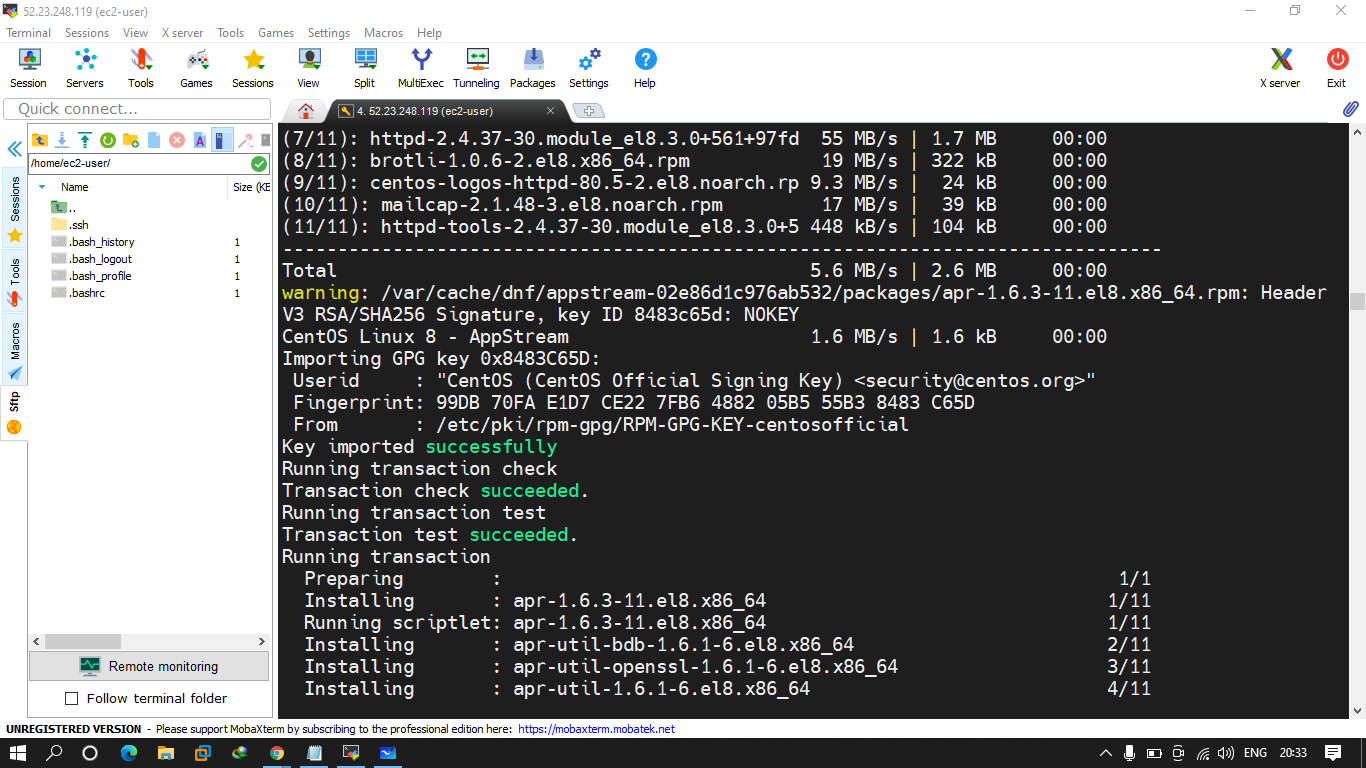 52.23.248.119 (ec2-user)
Terminal Sessions View X server Tools Games Settings Macros Help
Session Servers Tools Games Sessions View Split MultiExec Tunneling Packages Settings Help X server Exit
Quick connect...
4. 52.23.248.119 (ec2-user)
/home/ec2-user/
Name Size (KB
..
.ssh
.bash_history 1
.bash_logout 1
.bash_profile 1
.bashrc 1
Sessions
Tools
Macros
Sftp
(7/11): httpd-2.4.37-30.module_el8.3.0+561+97fd 55 MB/s | 1.7 MB 00:00
(8/11): brotli-1.0.6-2.el8.x86_64.rpm 19 MB/s | 322 kB 00:00
(9/11): centos-logos-httpd-80.5-2.el8.noarch.rp 9.3 MB/s | 24 kB 00:00
(10/11): mailcap-2.1.48-3.el8.noarch.rpm 17 MB/s | 39 kB 00:00
(11/11): httpd-tools-2.4.37-30.module_el8.3.0+5 448 kB/s | 104 kB 00:00
--------------------------------------------------------------------------------
Total 5.6 MB/s | 2.6 MB 00:00
warning: /var/cache/dnf/appstream-02e86d1c976ab532/packages/apr-1.6.3-11.el8.x86_64.rpm: Header
V3 RSA/SHA256 Signature, key ID 8483c65d: NOKEY
CentOS Linux 8 - AppStream 1.6 MB/s | 1.6 kB 00:00
Importing GPG key 0x8483C65D:
Userid : "CentOS (CentOS Official Signing Key) <security@centos.org>"
Fingerprint: 99DB 70FA E1D7 CE22 7FB6 4882 05B5 55B3 8483 C65D
From : /etc/pki/rpm-gpg/RPM-GPG-KEY-centosofficial
Key imported successfully
Running transaction check
Transaction check succeeded.
Running transaction test
Transaction test succeeded.
Running transaction
Preparing : 1/1
Installing : apr-1.6.3-11.el8.x86_64 1/11
Running scriptlet: apr-1.6.3-11.el8.x86_64 1/11
Installing : apr-util-bdb-1.6.1-6.el8.x86_64 2/11
Installing : apr-util-openssl-1.6.1-6.el8.x86_64 3/11
Installing : apr-util-1.6.1-6.el8.x86_64 4/11
Remote monitoring
Follow terminal folder
UNREGISTERED VERSION - Please support MobaXterm by subscribing to the professional edition here: https://mobaxterm.mobatek.net
ENG 20:33